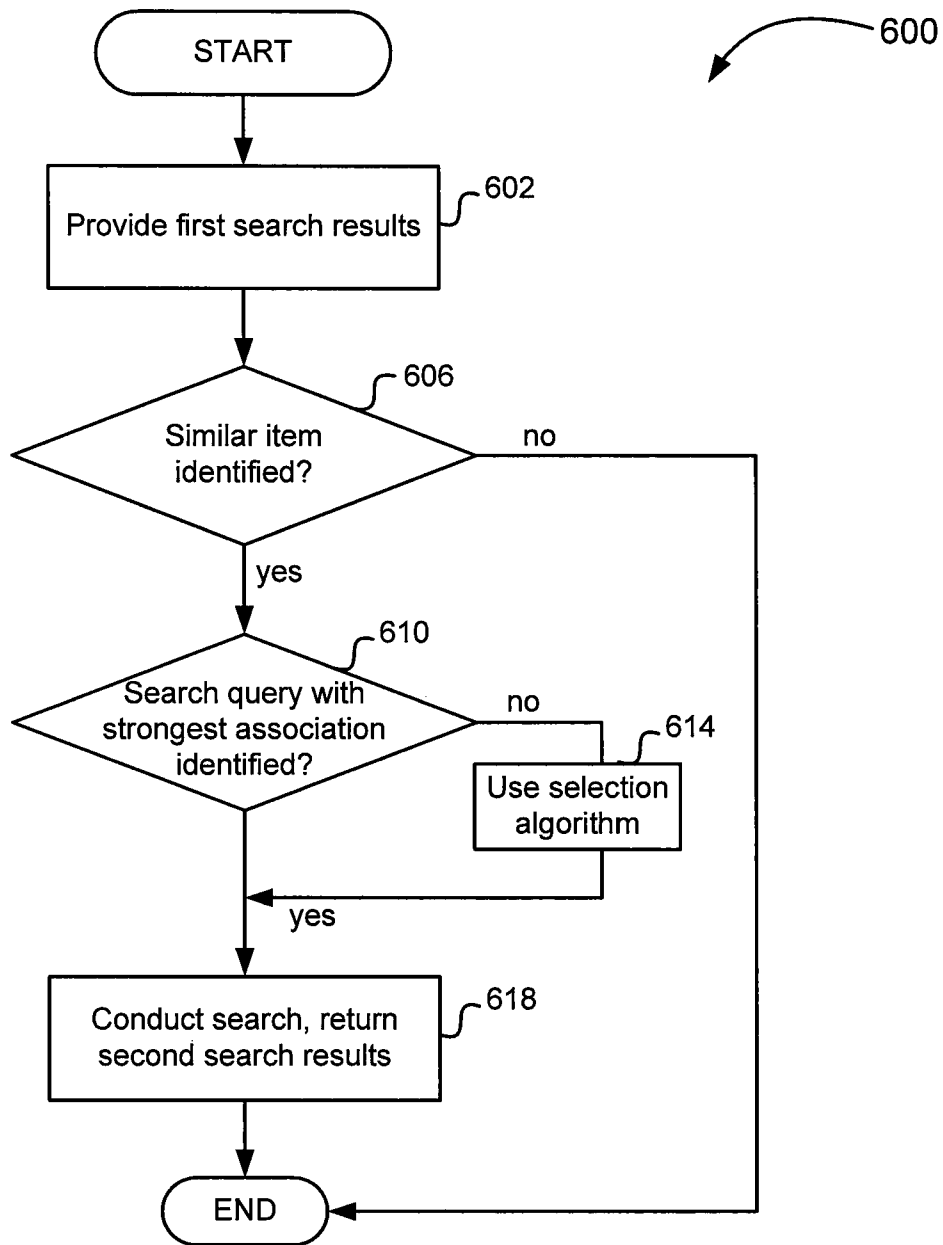 START
600
602
Provide first search results
606
Similar item
identified?
no
yes
610
Search query with
strongest association
identified?
no
614
Use selection
algorithm
yes
618
Conduct search, return
second search results
END